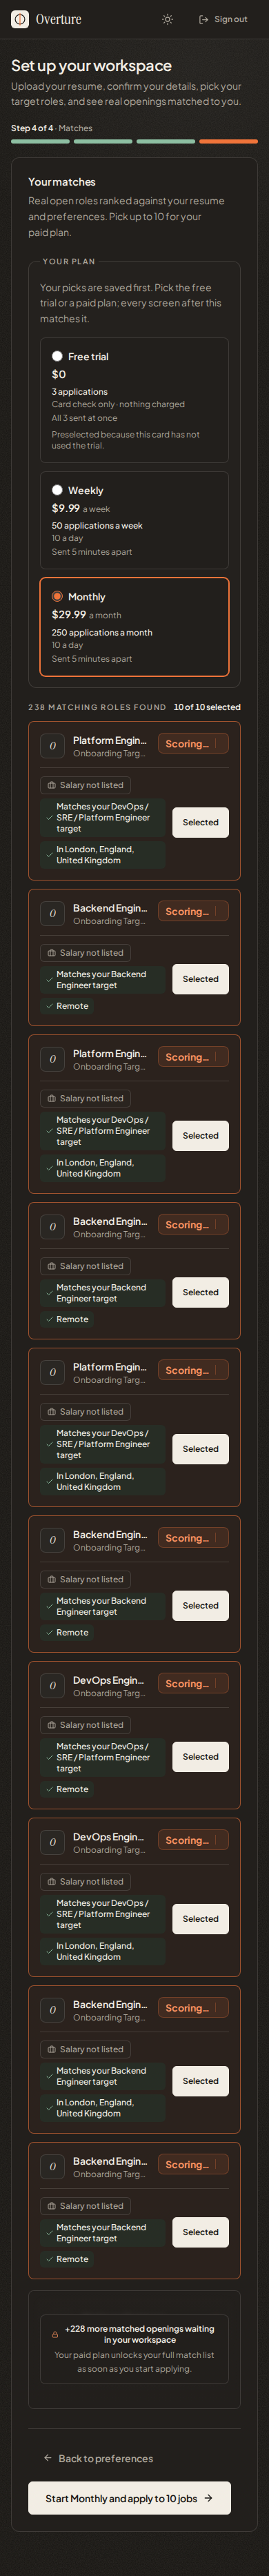 Overture
Sign out
Set up your workspace
Upload your resume, confirm your details, pick your
target roles, and see real openings matched to you.
Step 4 of 4 · Matches
Your matches
Real open roles ranked against your resume
and preferences. Pick up to 10 for your
paid plan.
YOUR PLAN
Your picks are saved first. Pick the free
trial or a paid plan; every screen after this
matches it.
Free trial
$0
3 applications
Card check only · nothing charged
All 3 sent at once
Preselected because this card has not
used the trial.
Weekly
$9.99 a week
50 applications a week
10 a day
Sent 5 minutes apart
Monthly
$29.99 a month
250 applications a month
10 a day
Sent 5 minutes apart
238 MATCHING ROLES FOUND 10 of 10 selected
O Platform Engin... Scoring...
Onboarding Targ...
Salary not listed
Matches your DevOps /
SRE / Platform Engineer
target
Selected
In London, England,
United Kingdom
O Backend Engin... Scoring...
Onboarding Targ...
Salary not listed
Matches your Backend
Engineer target
Selected
Remote
O Platform Engin... Scoring...
Onboarding Targ...
Salary not listed
Matches your DevOps /
SRE / Platform Engineer
target
Selected
In London, England,
United Kingdom
O Backend Engin... Scoring...
Onboarding Targ...
Salary not listed
Matches your Backend
Engineer target
Selected
Remote
O Platform Engin... Scoring...
Onboarding Targ...
Salary not listed
Matches your DevOps /
SRE / Platform Engineer
target
Selected
In London, England,
United Kingdom
O Backend Engin... Scoring...
Onboarding Targ...
Salary not listed
Matches your Backend
Engineer target
Selected
Remote
O DevOps Engin... Scoring...
Onboarding Targ...
Salary not listed
Matches your DevOps /
SRE / Platform Engineer
target
Selected
Remote
O DevOps Engin... Scoring...
Onboarding Targ...
Salary not listed
Matches your DevOps /
SRE / Platform Engineer
target
Selected
In London, England,
United Kingdom
O Backend Engin... Scoring...
Onboarding Targ...
Salary not listed
Matches your Backend
Engineer target
Selected
In London, England,
United Kingdom
O Backend Engin... Scoring...
Onboarding Targ...
Salary not listed
Matches your Backend
Engineer target
Selected
Remote
+228 more matched openings waiting
in your workspace
Your paid plan unlocks your full match list
as soon as you start applying.
Back to preferences
Start Monthly and apply to 10 jobs